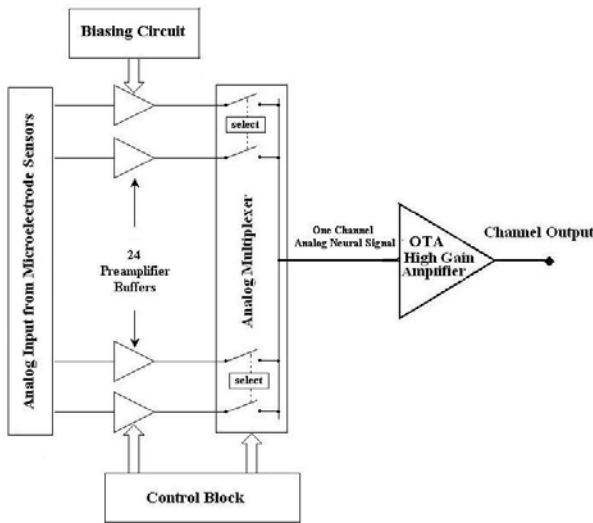 Biasing Circuit
Analog Input from Microelectrode Sensors
select
24
Preamplifier
Buffers
Analog Multiplexer
select
One Channel
Analog Neural Signal
OTA
High Gain
Amplifier
Channel Output
Control Block